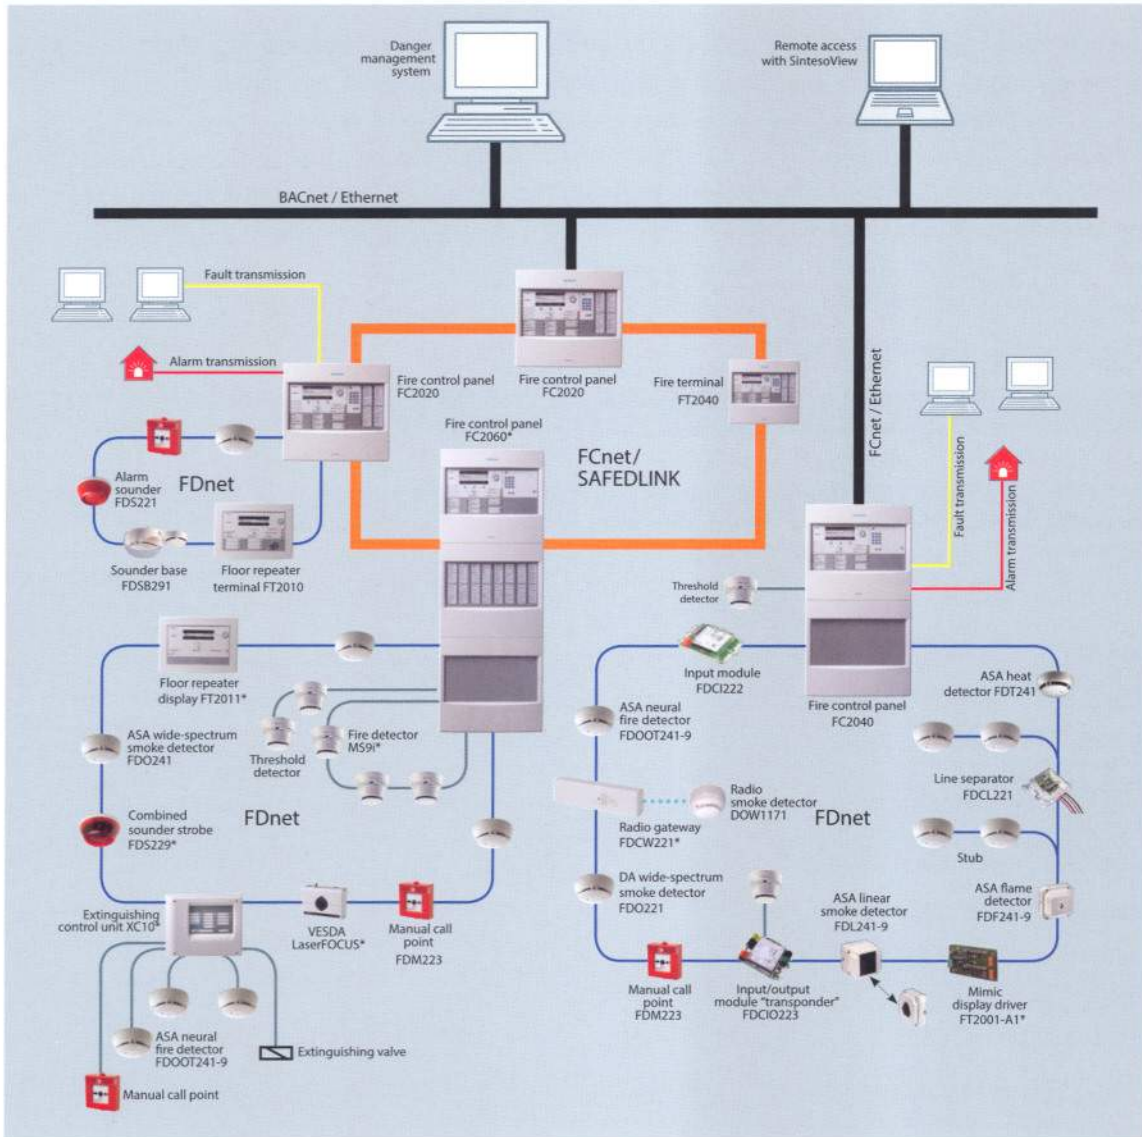 Danger
management
system
Remote access
with SintesoView
BACnet / Ethernet
Fault transmission
Alarm transmission
Fire control panel
FC2020
Fire control panel
FC2020
Fire terminal
FT2040
FCnet / Ethernet
Fault transmission
Alarm transmission
Fire control panel
FC2060*
FCnet/
SAFEDLINK
FDnet
Alarm
sounder
FDS221
Sounder base
FDSB291
Floor repeater
terminal FT2010
Threshold
detector
Floor repeater
display FT2011*
Input module
FDCI222
Fire control panel
FC2040
ASA heat
detector FDT241
ASA wide-spectrum
smoke detector
FDO241
Threshold
detector
Fire detector
MS9i*
ASA neural
fire detector
FDOOT241-9
Line separator
FDCL221
Combined
sounder strobe
FDS229*
FDnet
Radio gateway
FDCW221*
Radio
smoke detector
DOW1171
FDnet
Stub
DA wide-spectrum
smoke detector
FDO221
ASA linear
smoke detector
FDL241-9
ASA flame
detector
FDF241-9
Extinguishing
control unit XC10*
VESDA
LaserFOCUS*
Manual call
point
FDM223
Manual call
point
FDM223
Input/output
module "transponder"
FDCIO223
Mimic
display driver
FT2001-A1*
ASA neural
fire detector
FDOOT241-9
Extinguishing valve
Manual call point